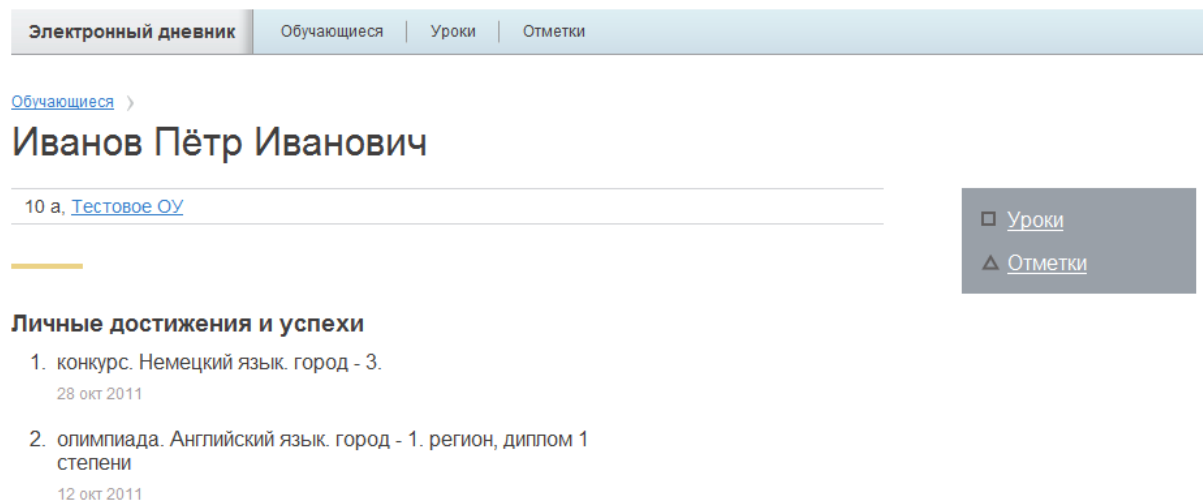 Электронный дневник Обучающиеся Уроки Отметки
Обучающиеся
Иванов Пётр Иванович
10 а, Тестовое ОУ
Уроки
Отметки
Личные достижения и успехи
1. конкурс. Немецкий язык. город - 3.
28 окт 2011
2. олимпиада. Английский язык. город - 1. регион, диплом 1
степени
12 окт 2011